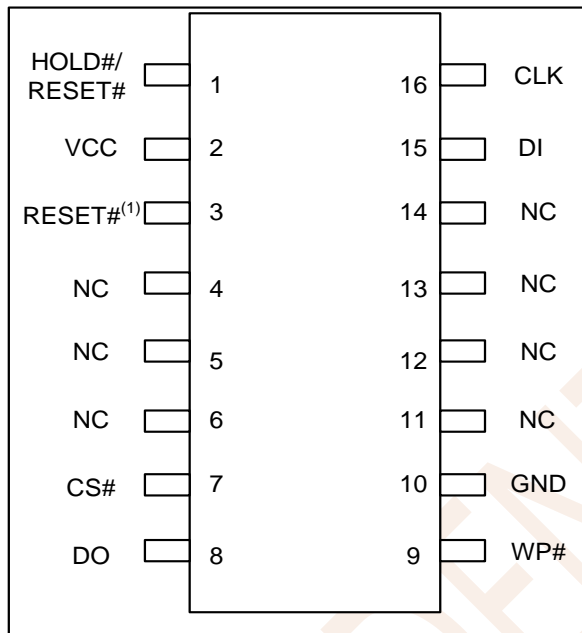 HOLD#/
RESET# 1 16 CLK
VCC 2 15 DI
RESET#(1) 3 14 NC
NC 4 13 NC
NC 5 12 NC
NC 6 11 NC
CS# 7 10 GND
DO 8 9 WP#